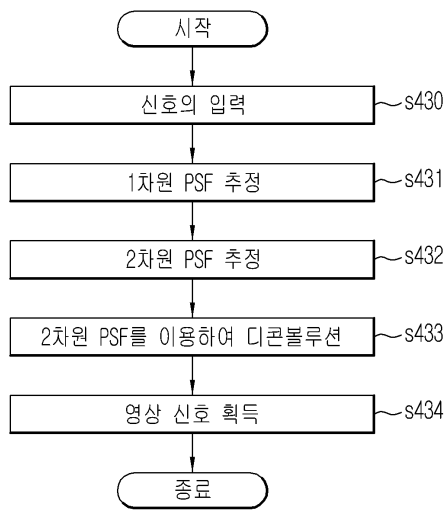 시작
신호의 입력
s430
1차원 PSF 추정
s431
2차원 PSF 추정
s432
2차원 PSF를 이용하여 디콘볼루션
s433
영상 신호 획득
s434
종료